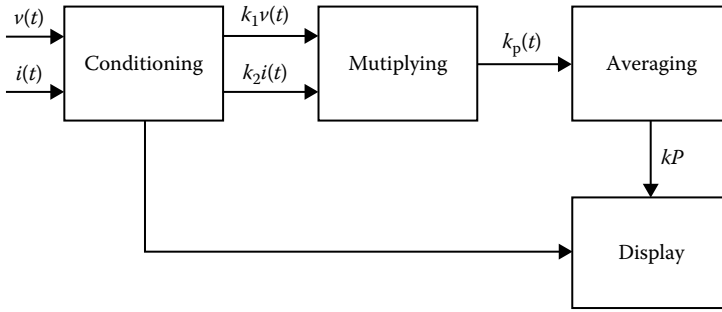 v(t)
k₁v(t)
Conditioning
Mutiplying
kₚ(t)
Averaging
i(t)
k₂i(t)
kP
Display